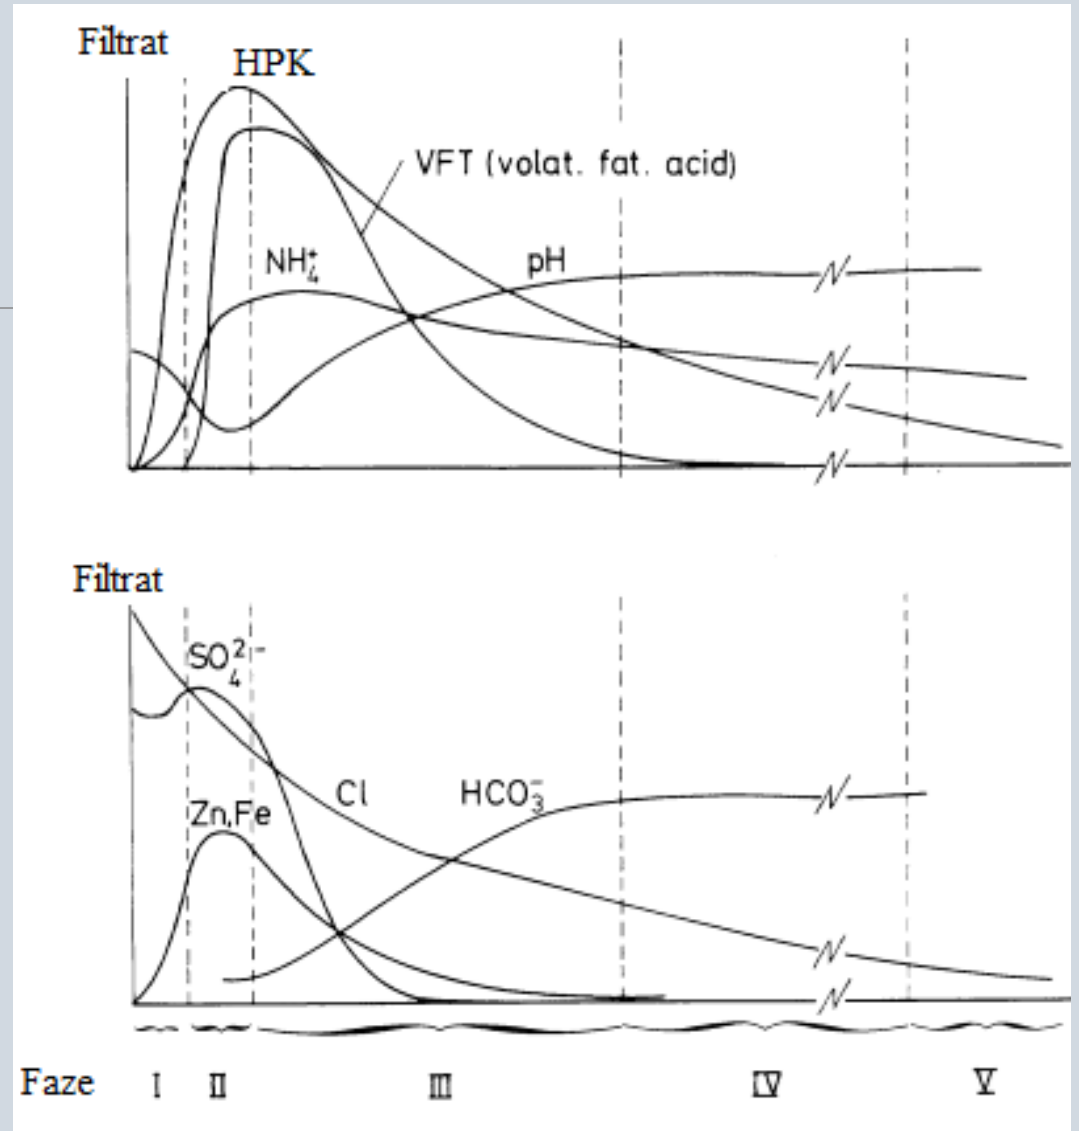 Filtrat
HPK
VFT (volat. fat. acid)
NH₄⁺
pH
Filtrat
SO₄²⁻
Cl
HCO₃⁻
Zn,Fe
Faze I II III IV V